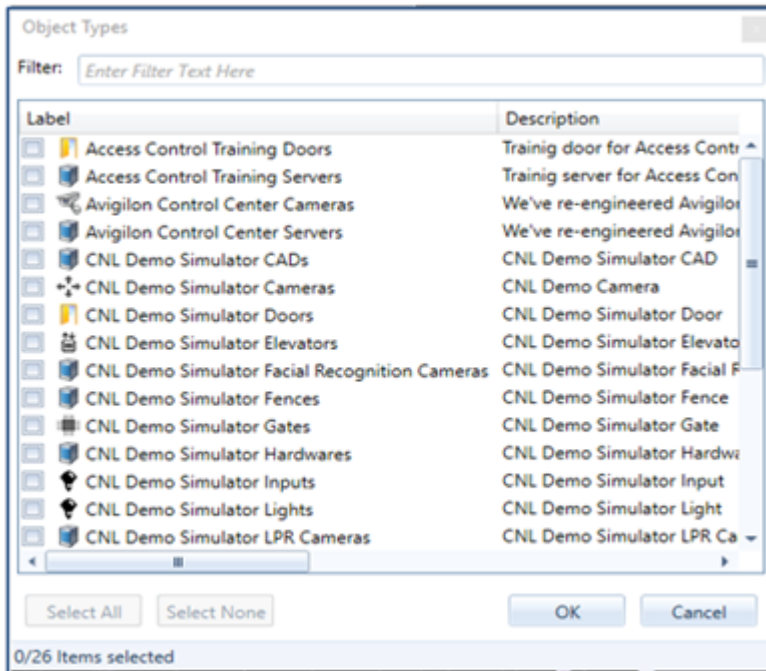 Object Types
Filter: Enter Filter Text Here
Label Description
Access Control Training Doors Trainig door for Access Contr
Access Control Training Servers Trainig server for Access Con
Avigilon Control Center Cameras We've re-engineered Avigilor
Avigilon Control Center Servers We've re-engineered Avigilor
CNL Demo Simulator CADs CNL Demo Simulator CAD
CNL Demo Simulator Cameras CNL Demo Camera
CNL Demo Simulator Doors CNL Demo Simulator Door
CNL Demo Simulator Elevators CNL Demo Simulator Elevato
CNL Demo Simulator Facial Recognition Cameras CNL Demo Simulator Facial F
CNL Demo Simulator Fences CNL Demo Simulator Fence
CNL Demo Simulator Gates CNL Demo Simulator Gate
CNL Demo Simulator Hardwares CNL Demo Simulator Hardwa
CNL Demo Simulator Inputs CNL Demo Simulator Input
CNL Demo Simulator Lights CNL Demo Simulator Light
CNL Demo Simulator LPR Cameras CNL Demo Simulator LPR Ca
Select All Select None OK Cancel
0/26 Items selected